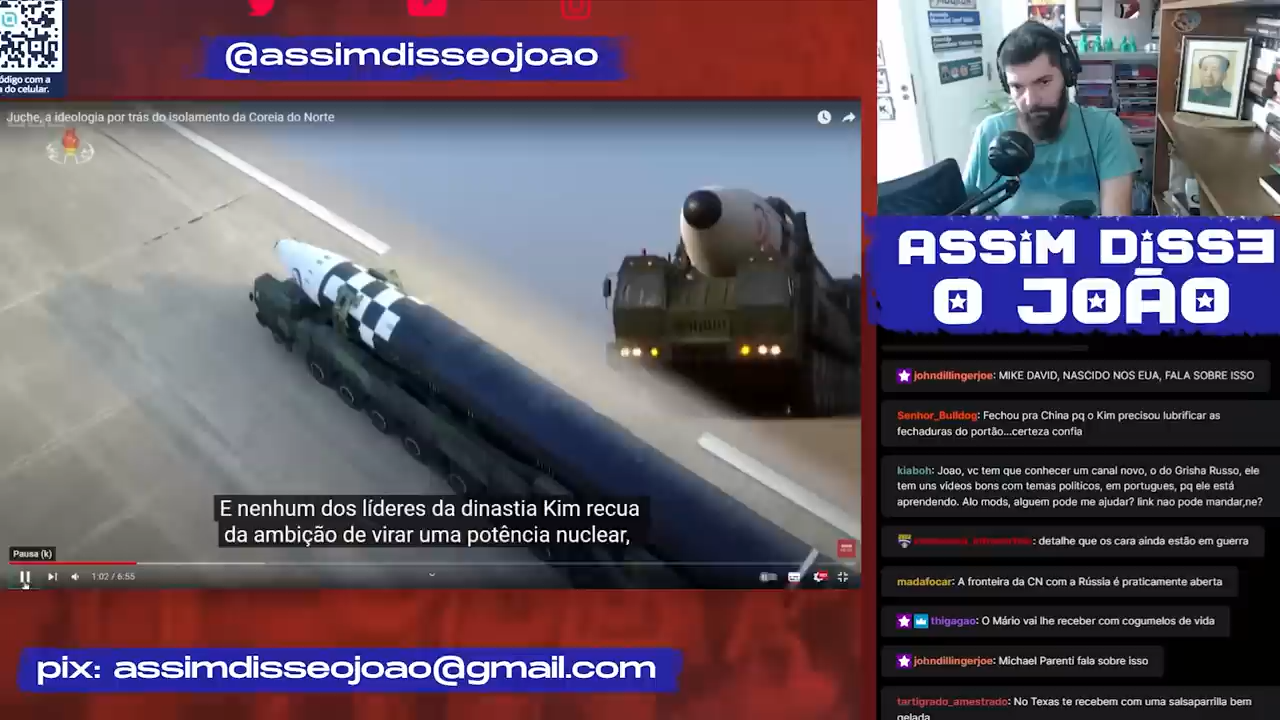 ódigo com a
a do celular.
@assimdisseojoao
Juche, a ideologia por trás do isolamento da Coreia do Norte
E nenhum dos líderes da dinastia Kim recua
da ambição de virar uma potência nuclear,
Pausa (k)
1:02 / 6:55
pix: assimdisseojoao@gmail.com
ASSIM DISSE
O JOÃO
johndillingerjoe: MIKE DAVID, NASCIDO NOS EUA, FALA SOBRE ISSO
Senhor_Bulldog: Fechou pra China pq o Kim precisou lubrificar as
fechaduras do portão...certeza confia
kiaboh: Joao, vc tem que conhecer um canal novo, o do Grisha Russo, ele
tem uns videos bons com temas politicos, em portugues, pq ele está
aprendendo. Alo mods, alguem pode me ajudar? link nao pode mandar,ne?
: detalhe que os cara ainda estão em guerra
madafocar: A fronteira da CN com a Rússia é praticamente aberta
thigagao: O Mário vai lhe receber com cogumelos de vida
johndillingerjoe: Michael Parenti fala sobre isso
tartigrado_amestrado: No Texas te recebem com uma salsaparrilla bem
gelada